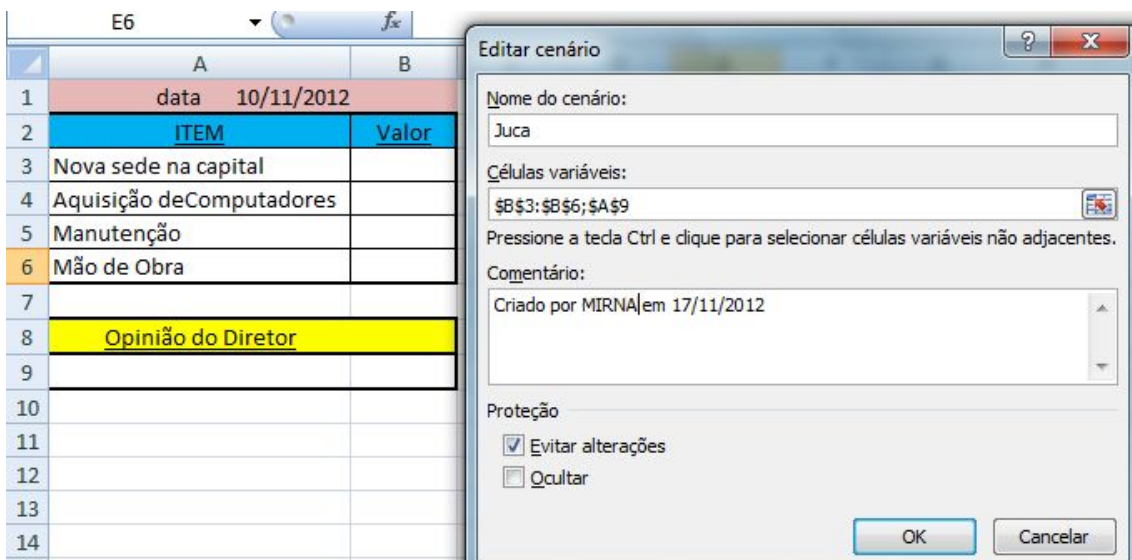 E6 fx
A B
1 data 10/11/2012
2 ITEM Valor
3 Nova sede na capital
4 Aquisição deComputadores
5 Manutenção
6 Mão de Obra
7
8 Opinião do Diretor
9
10
11
12
13
14
Editar cenário
Nome do cenário:
Juca
Células variáveis:
$B$3:$B$6;$A$9
Pressione a tecla Ctrl e clique para selecionar células variáveis não adjacentes.
Comentário:
Criado por MIRNA em 17/11/2012
Proteção
Evitar alterações
Ocultar
OK Cancelar